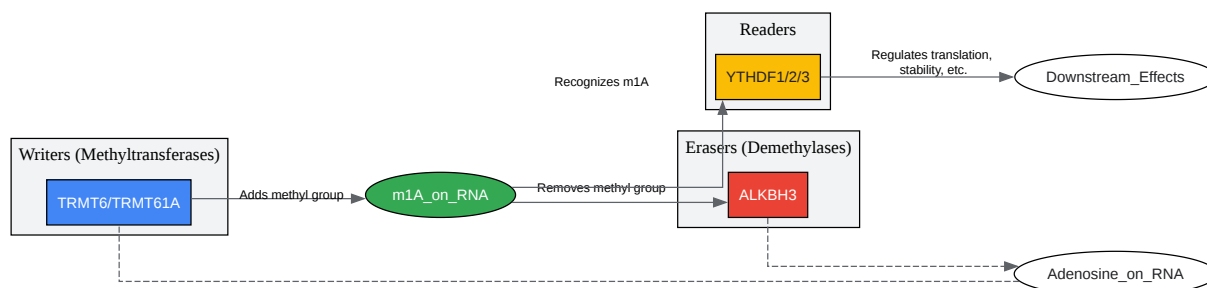 Readers
Regulates translation,
stability, etc.
YTHDF1/2/3
Downstream_Effects
Recognizes m1A
Writers (Methyltransferases)
Erasers (Demethylases)
TRMT6/TRMT61A
Adds methyl group
m1A_on_RNA
Removes methyl group
ALKBH3
Adenosine_on_RNA